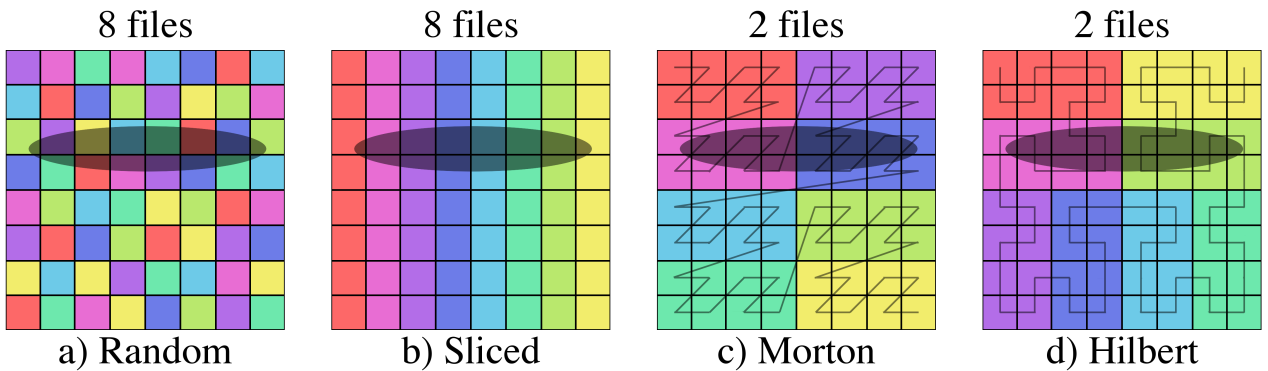 8 files
8 files
2 files
2 files
a) Random
b) Sliced
c) Morton
d) Hilbert